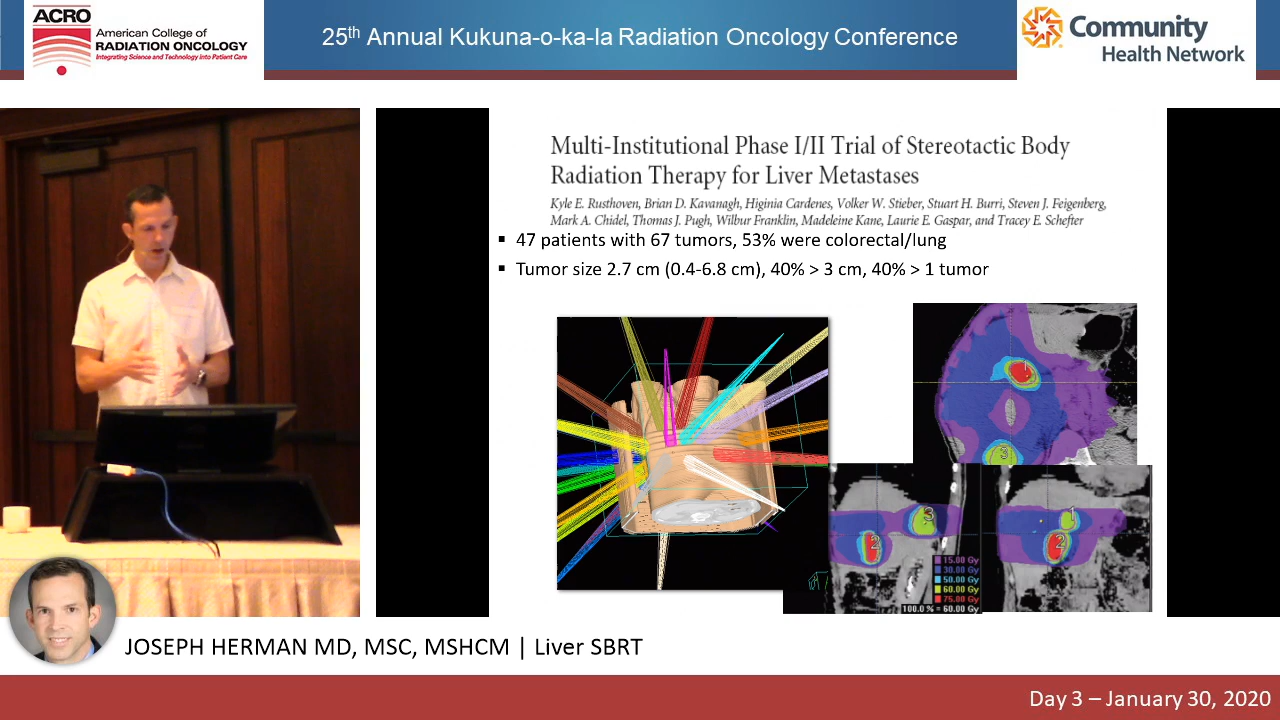 ACRO
American College of
RADIATION ONCOLOGY
Integrating Science and Technology Into Patient Care
25th Annual Kukuna-o-ka-la Radiation Oncology Conference
Community
Health Network
Multi-Institutional Phase I/II Trial of Stereotactic Body
Radiation Therapy for Liver Metastases
Kyle E. Rusthoven, Brian D. Kavanagh, Higinia Cardenes, Volker W. Stieber, Stuart H. Burri, Steven J. Feigenberg,
Mark A. Chidel, Thomas J. Pugh, Wilbur Franklin, Madeleine Kane, Laurie E. Gaspar, and Tracey E. Schefter
▪ 47 patients with 67 tumors, 53% were colorectal/lung
▪ Tumor size 2.7 cm (0.4-6.8 cm), 40% > 3 cm, 40% > 1 tumor
1
3
3
2
1
2
15.00 Gy
30.00 Gy
50.00 Gy
60.00 Gy
75.00 Gy
100.0 % = 60.00 Gy
JOSEPH HERMAN MD, MSC, MSHCM | Liver SBRT
Day 3 – January 30, 2020